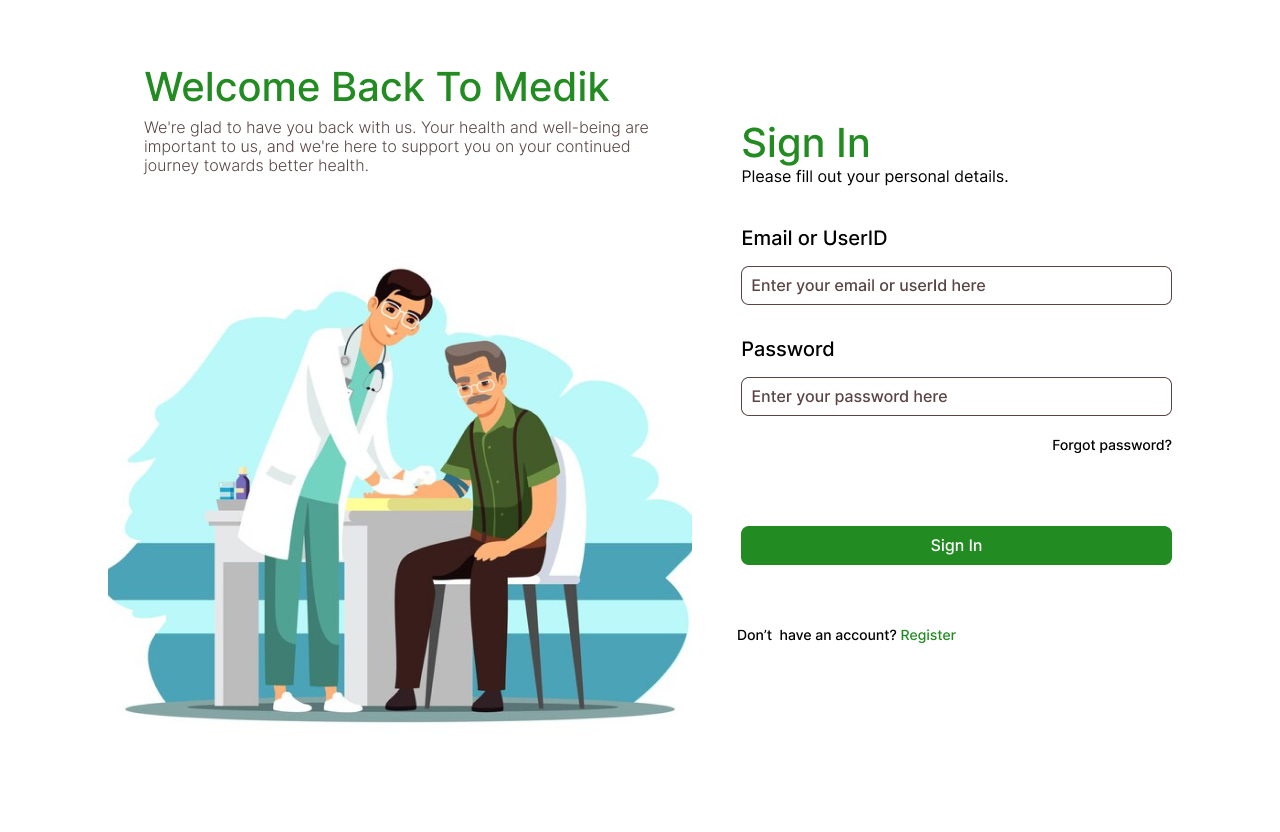 Welcome Back To Medik
We're glad to have you back with us. Your health and well-being are
important to us, and we're here to support you on your continued
journey towards better health.
Sign In
Please fill out your personal details.
Email or UserID
Enter your email or userId here
Password
Enter your password here
Forgot password?
Sign In
Don’t  have an account? Register